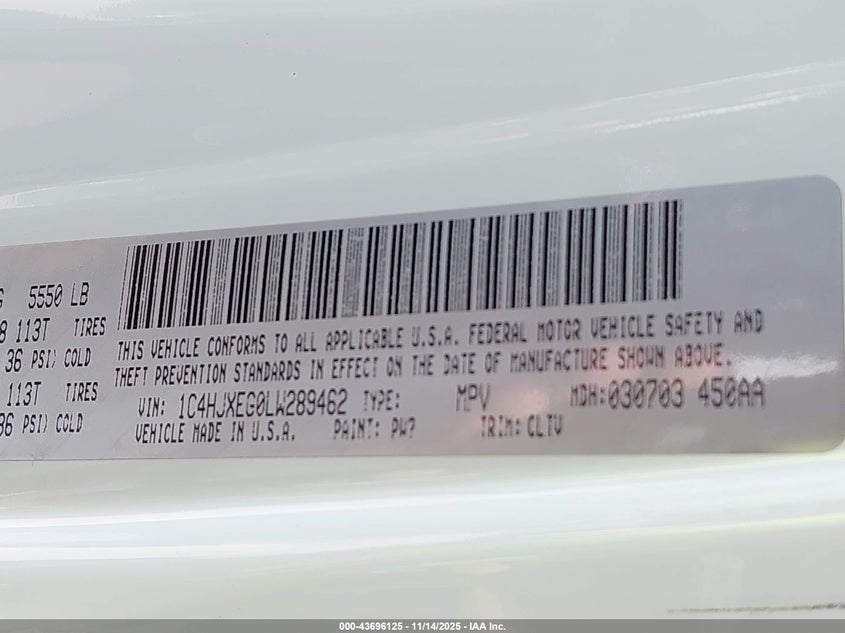 G 5550 LB
8 113T TIRES
36 PSI) COLD
113T TIRES
36 PSI) COLD
THIS VEHICLE CONFORMS TO ALL APPLICABLE U.S.A. FEDERAL MOTOR VEHICLE SAFETY AND
THEFT PREVENTION STANDARDS IN EFFECT ON THE DATE OF MANUFACTURE SHOWN ABOVE.
VIN: 1C4HJXEG0LW289462 TYPE: MPV MDH: 030703 450AA
VEHICLE MADE IN U.S.A. PAINT: PW7 TRIM: CLTV
000-43696125 - 11/14/2025 - IAA Inc.